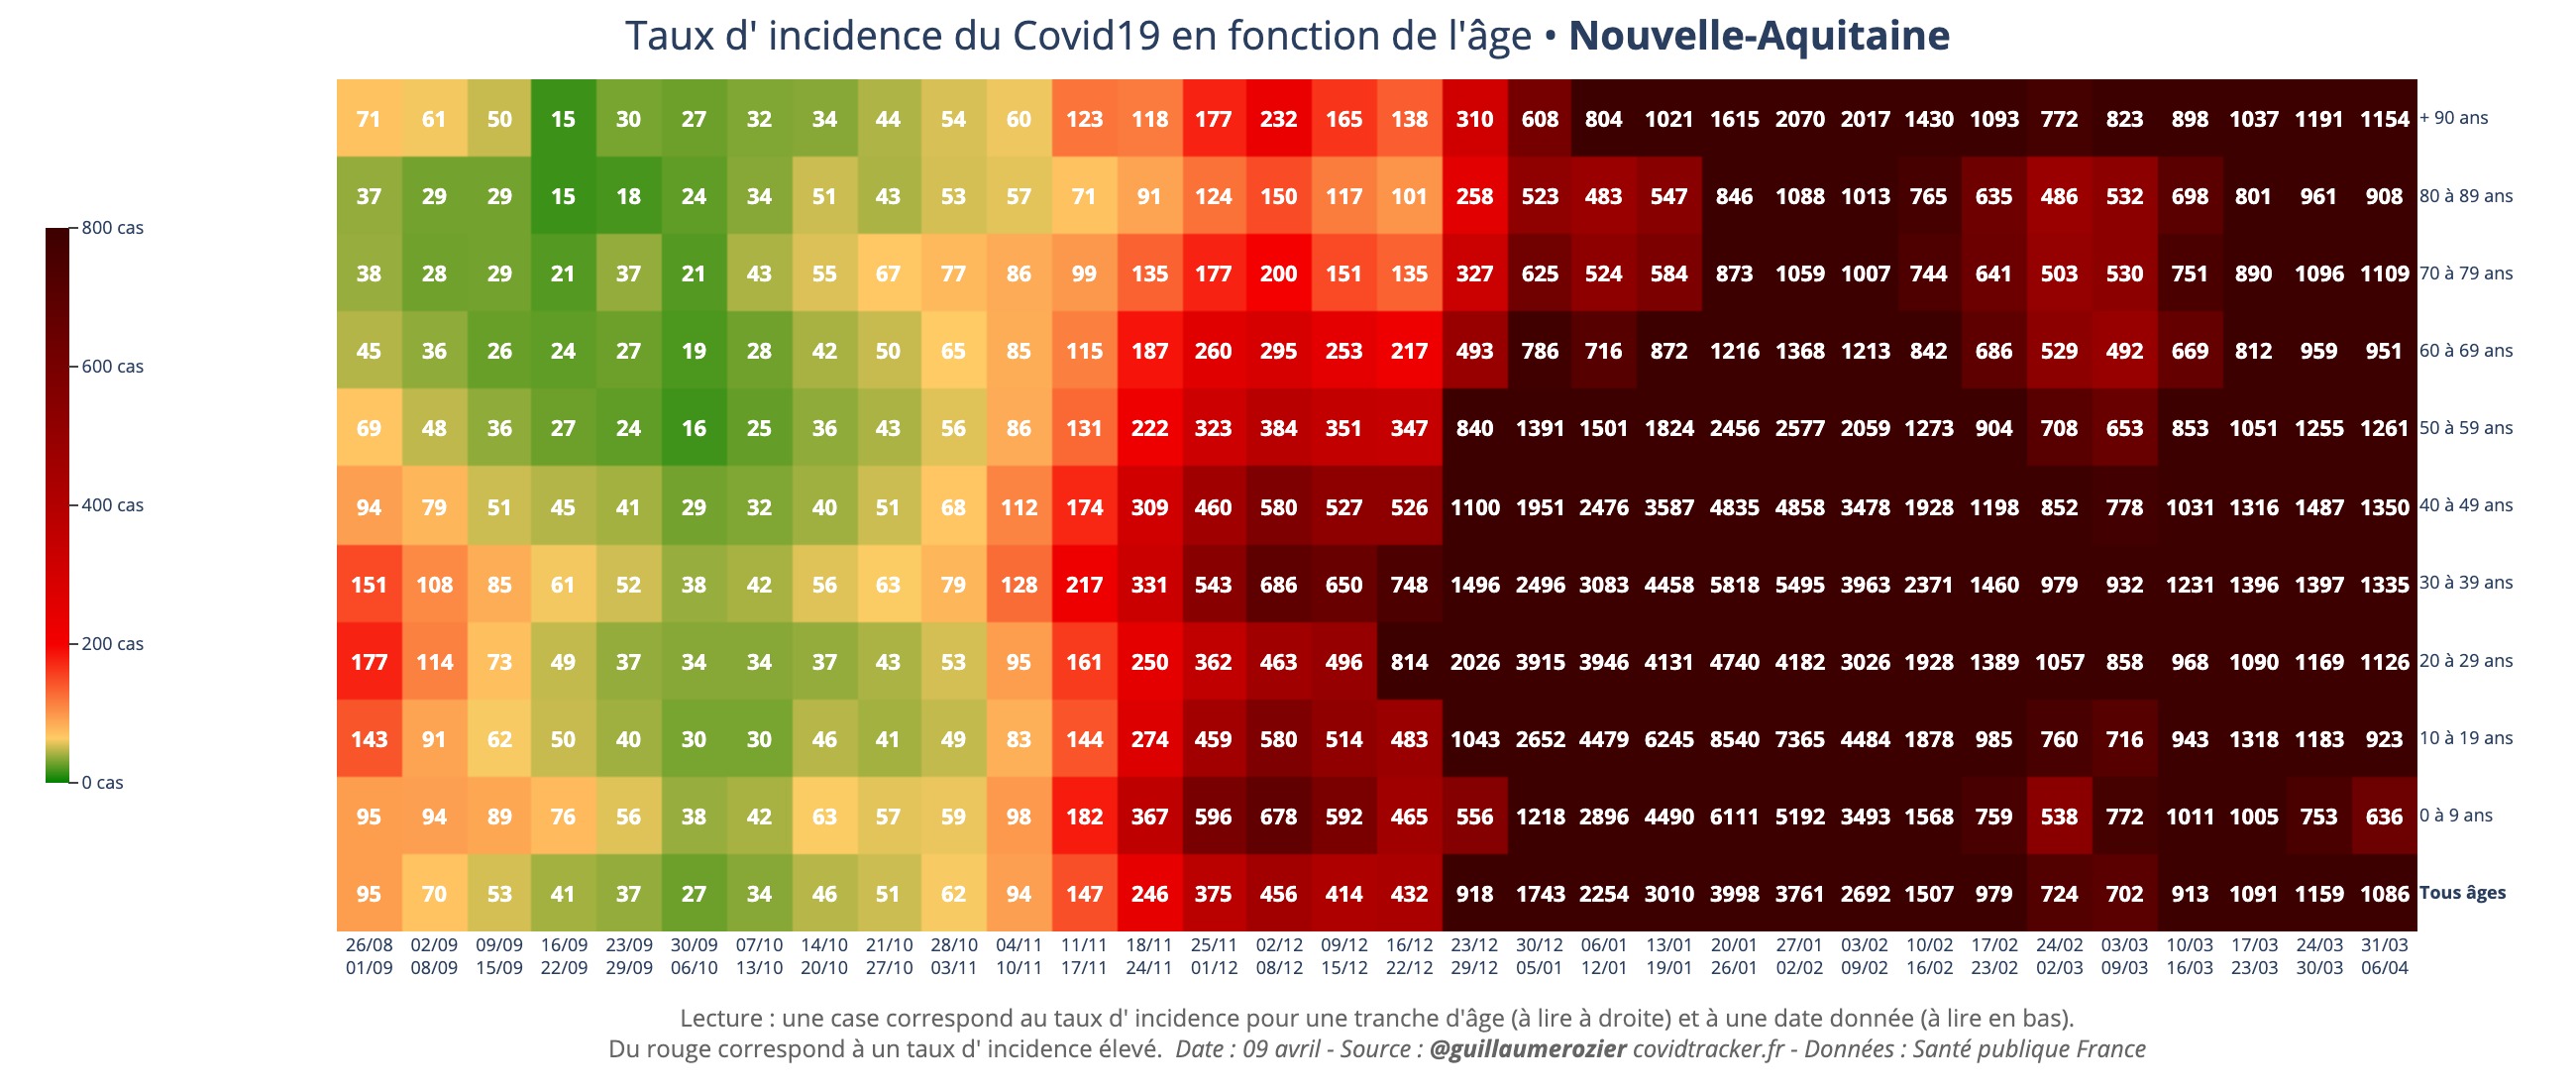 Taux d' incidence du Covid19 en fonction de l'âge • Nouvelle-Aquitaine
71 61 50 15 30 27 32 34 44 54 60 123 118 177 232 165 138 310 608 804 1021 1615 2070 2017 1430 1093 772 823 898 1037 1191 1154 + 90 ans
37 29 29 15 18 24 34 51 43 53 57 71 91 124 150 117 101 258 523 483 547 846 1088 1013 765 635 486 532 698 801 961 908 80 à 89 ans
800 cas
38 28 29 21 37 21 43 55 67 77 86 99 135 177 200 151 135 327 625 524 584 873 1059 1007 744 641 503 530 751 890 1096 1109 70 à 79 ans
45 36 26 24 27 19 28 42 50 65 85 115 187 260 295 253 217 493 786 716 872 1216 1368 1213 842 686 529 492 669 812 959 951 60 à 69 ans
600 cas
69 48 36 27 24 16 25 36 43 56 86 131 222 323 384 351 347 840 1391 1501 1824 2456 2577 2059 1273 904 708 653 853 1051 1255 1261 50 à 59 ans
400 cas
94 79 51 45 41 29 32 40 51 68 112 174 309 460 580 527 526 1100 1951 2476 3587 4835 4858 3478 1928 1198 852 778 1031 1316 1487 1350 40 à 49 ans
151 108 85 61 52 38 42 56 63 79 128 217 331 543 686 650 748 1496 2496 3083 4458 5818 5495 3963 2371 1460 979 932 1231 1396 1397 1335 30 à 39 ans
200 cas
177 114 73 49 37 34 34 37 43 53 95 161 250 362 463 496 814 2026 3915 3946 4131 4740 4182 3026 1928 1389 1057 858 968 1090 1169 1126 20 à 29 ans
143 91 62 50 40 30 30 46 41 49 83 144 274 459 580 514 483 1043 2652 4479 6245 8540 7365 4484 1878 985 760 716 943 1318 1183 923 10 à 19 ans
0 cas
95 94 89 76 56 38 42 63 57 59 98 182 367 596 678 592 465 556 1218 2896 4490 6111 5192 3493 1568 759 538 772 1011 1005 753 636 0 à 9 ans
95 70 53 41 37 27 34 46 51 62 94 147 246 375 456 414 432 918 1743 2254 3010 3998 3761 2692 1507 979 724 702 913 1091 1159 1086 Tous âges
26/08 02/09 09/09 16/09 23/09 30/09 07/10 14/10 21/10 28/10 04/11 11/11 18/11 25/11 02/12 09/12 16/12 23/12 30/12 06/01 13/01 20/01 27/01 03/02 10/02 17/02 24/02 03/03 10/03 17/03 24/03 31/03
01/09 08/09 15/09 22/09 29/09 06/10 13/10 20/10 27/10 03/11 10/11 17/11 24/11 01/12 08/12 15/12 22/12 29/12 05/01 12/01 19/01 26/01 02/02 09/02 16/02 23/02 02/03 09/03 16/03 23/03 30/03 06/04
Lecture : une case correspond au taux d' incidence pour une tranche d'âge (à lire à droite) et à une date donnée (à lire en bas).
Du rouge correspond à un taux d' incidence élevé. Date : 09 avril - Source : @guillaumerozier covidtracker.fr - Données : Santé publique France